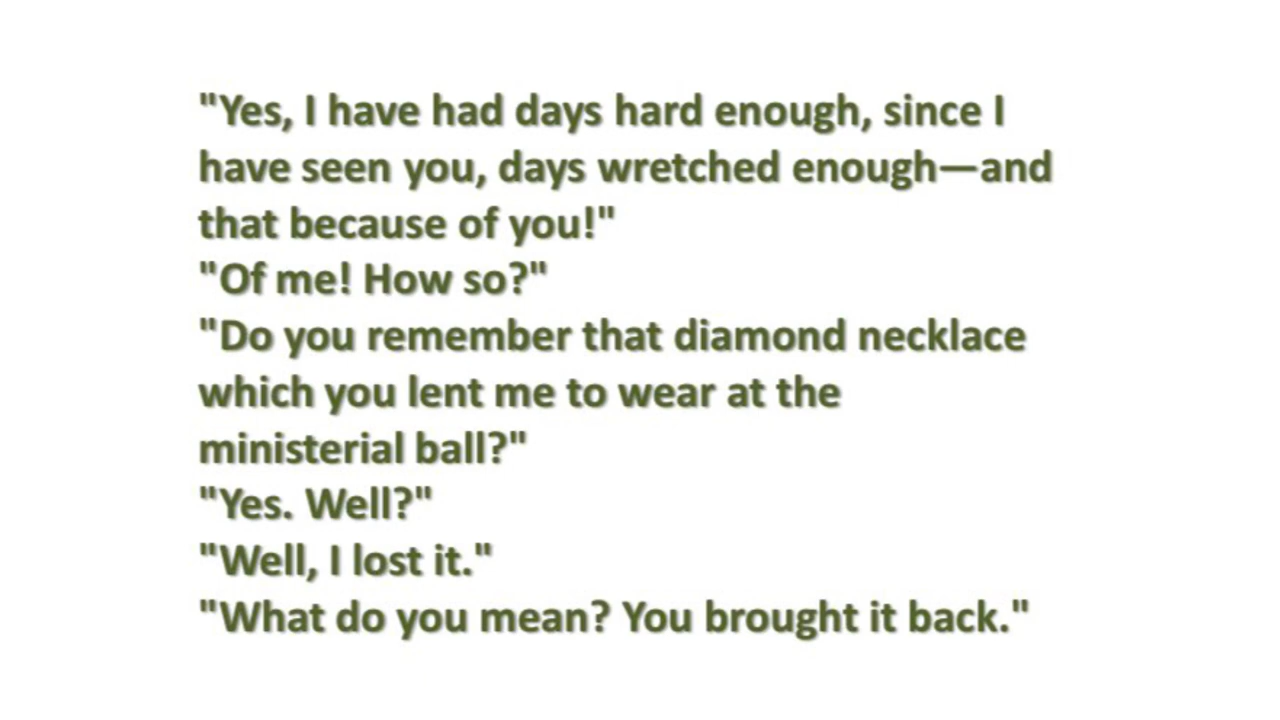 "Yes, I have had days hard enough, since I
have seen you, days wretched enough—and
that because of you!"
"Of me! How so?"
"Do you remember that diamond necklace
which you lent me to wear at the
ministerial ball?"
"Yes. Well?"
"Well, I lost it."
"What do you mean? You brought it back."